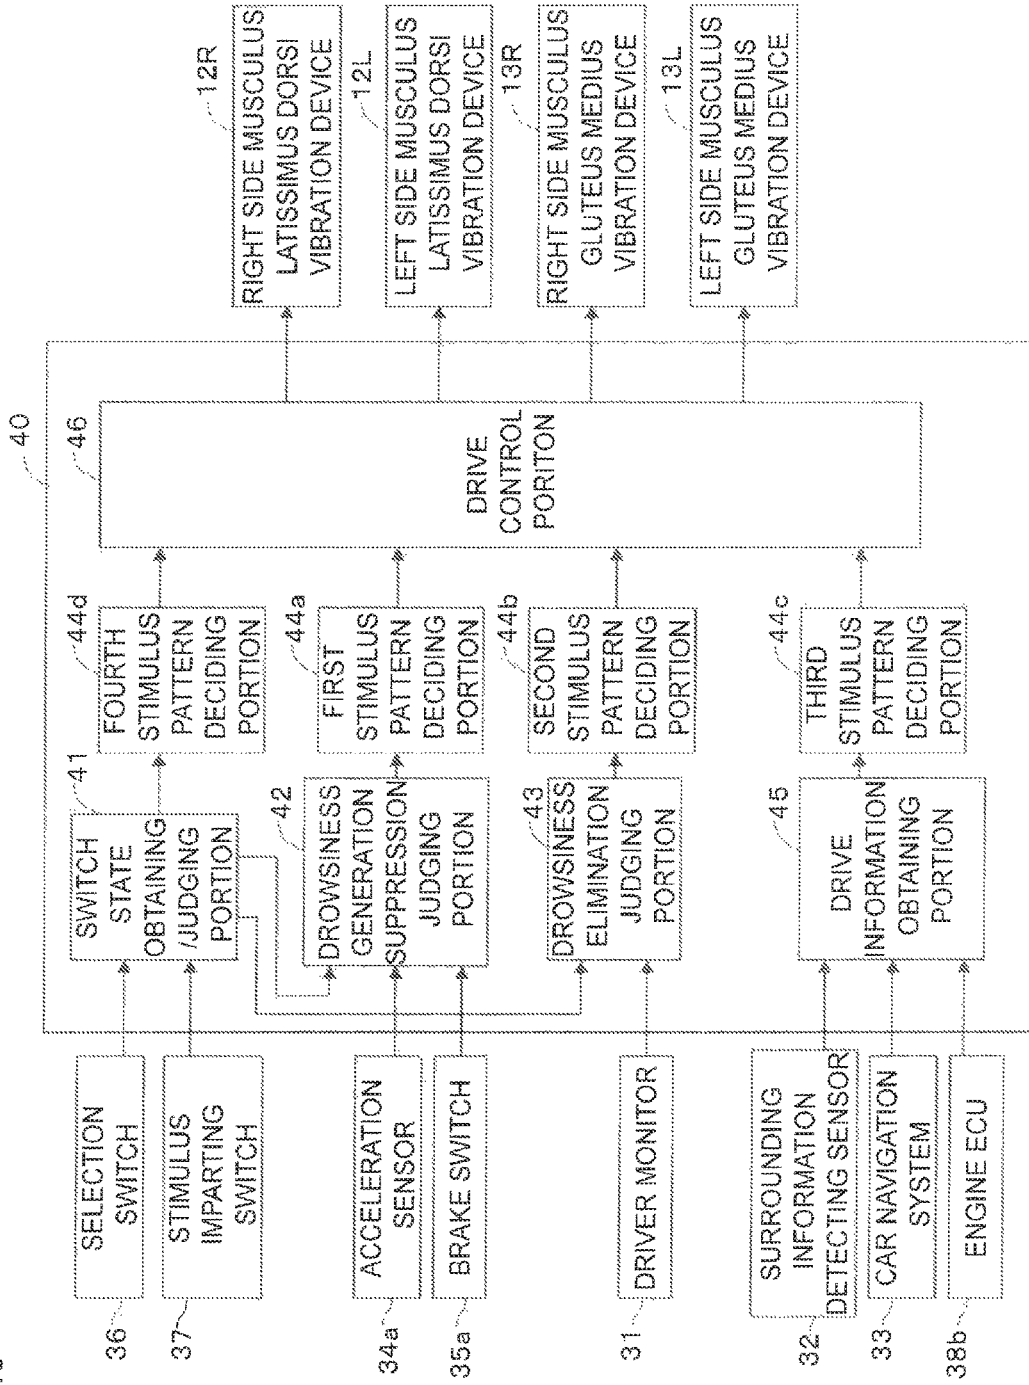 40
36
SELECTION
SWITCH
37
STIMULUS
IMPARTING
SWITCH
34a
ACCELERATION
SENSOR
35a
BRAKE SWITCH
31
DRIVER MONITOR
32
SURROUNDING
INFORMATION
DETECTING SENSOR
33
CAR NAVIGATION
SYSTEM
38b
ENGINE ECU
41
SWITCH
STATE
OBTAINING
/JUDGING
PORTION
42
DROWSINESS
GENERATION
SUPPRESSION
JUDGING
PORTION
43
DROWSINESS
ELIMINATION
JUDGING
PORTION
45
DRIVE
INFORMATION
OBTAINING
PORTION
44d
FOURTH
STIMULUS
PATTERN
DECIDING
PORTION
44a
FIRST
STIMULUS
PATTERN
DECIDING
PORTION
44b
SECOND
STIMULUS
PATTERN
DECIDING
PORTION
44c
THIRD
STIMULUS
PATTERN
DECIDING
PORTION
46
DRIVE
CONTROL
PORITON
12R
RIGHT SIDE MUSCULUS
LATISSIMUS DORSI
VIBRATION DEVICE
12L
LEFT SIDE MUSCULUS
LATISSIMUS DORSI
VIBRATION DEVICE
13R
RIGHT SIDE MUSCULUS
GLUTEUS MEDIUS
VIBRATION DEVICE
13L
LEFT SIDE MUSCULUS
GLUTEUS MEDIUS
VIBRATION DEVICE